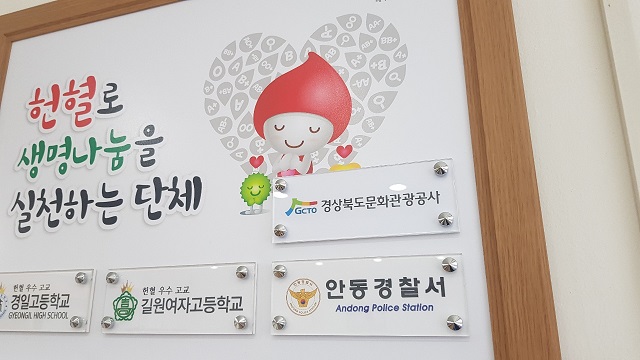 헌혈로
생명나눔을
실천하는 단체
GCTO 경상북도문화관광공사
헌혈 우수 고교
경일고등학교
GYEONGIL HIGH SCHOOL
헌혈 우수 고교
길원여자고등학교
안동경찰서
Andong Police Station